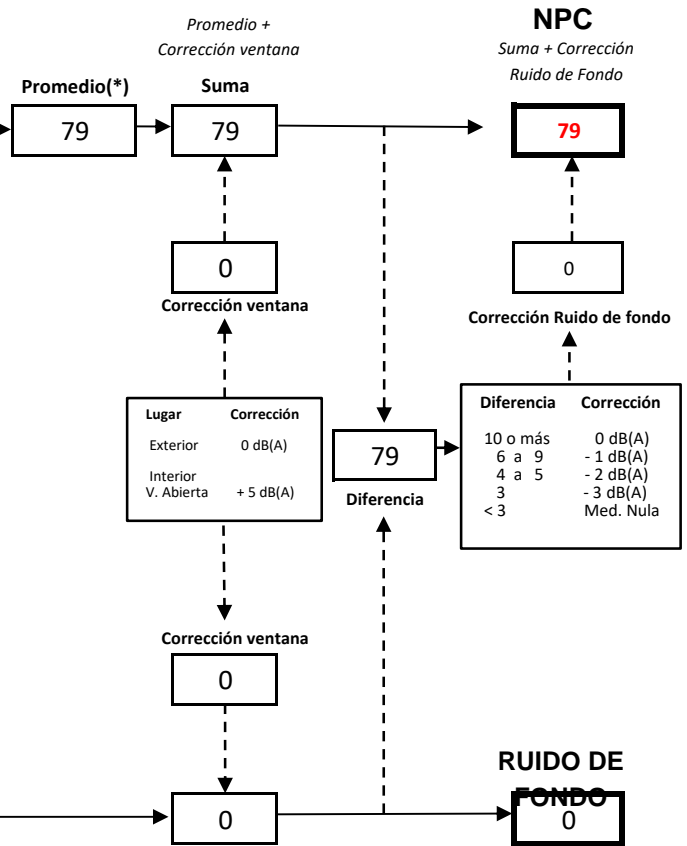 Promedio +
Corrección ventana
NPC
Suma + Corrección
Ruido de Fondo
Promedio(*)
Suma
79
79
79
0
Corrección ventana
0
Corrección Ruido de fondo
Lugar Corrección
Exterior 0 dB(A)
Interior
V. Abierta + 5 dB(A)
79
Diferencia
Diferencia Corrección
10 o más 0 dB(A)
6 a 9 - 1 dB(A)
4 a 5 - 2 dB(A)
3 - 3 dB(A)
< 3 Med. Nula
Corrección ventana
0
RUIDO DE
FONDO
0
0